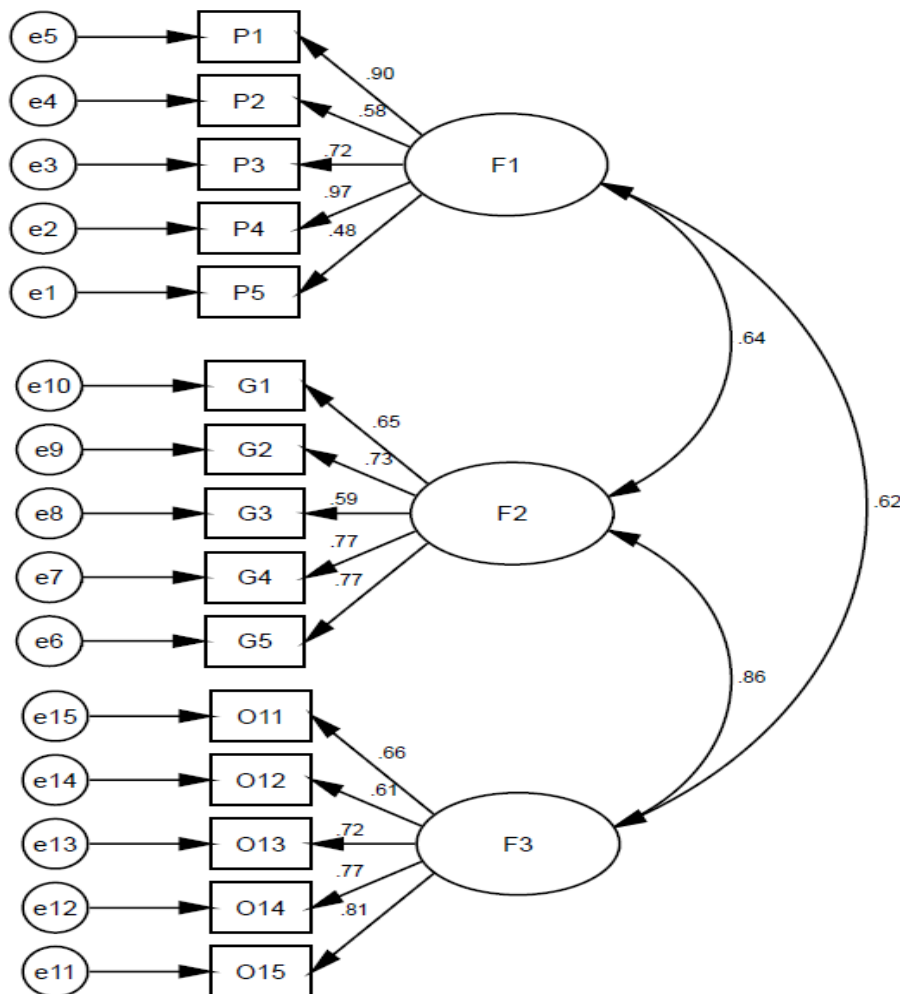 e5 P1
.90
e4 P2 .58
e3 P3 .72 F1
.97
e2 P4
.48
e1 P5
.64
e10 G1
.65
e9 G2
.73
e8 G3 .59 F2
.62
.77
e7 G4
.77
e6 G5
.86
e15 O11
.66
e14 O12
.61
e13 O13 .72 F3
.77
e12 O14
.81
e11 O15